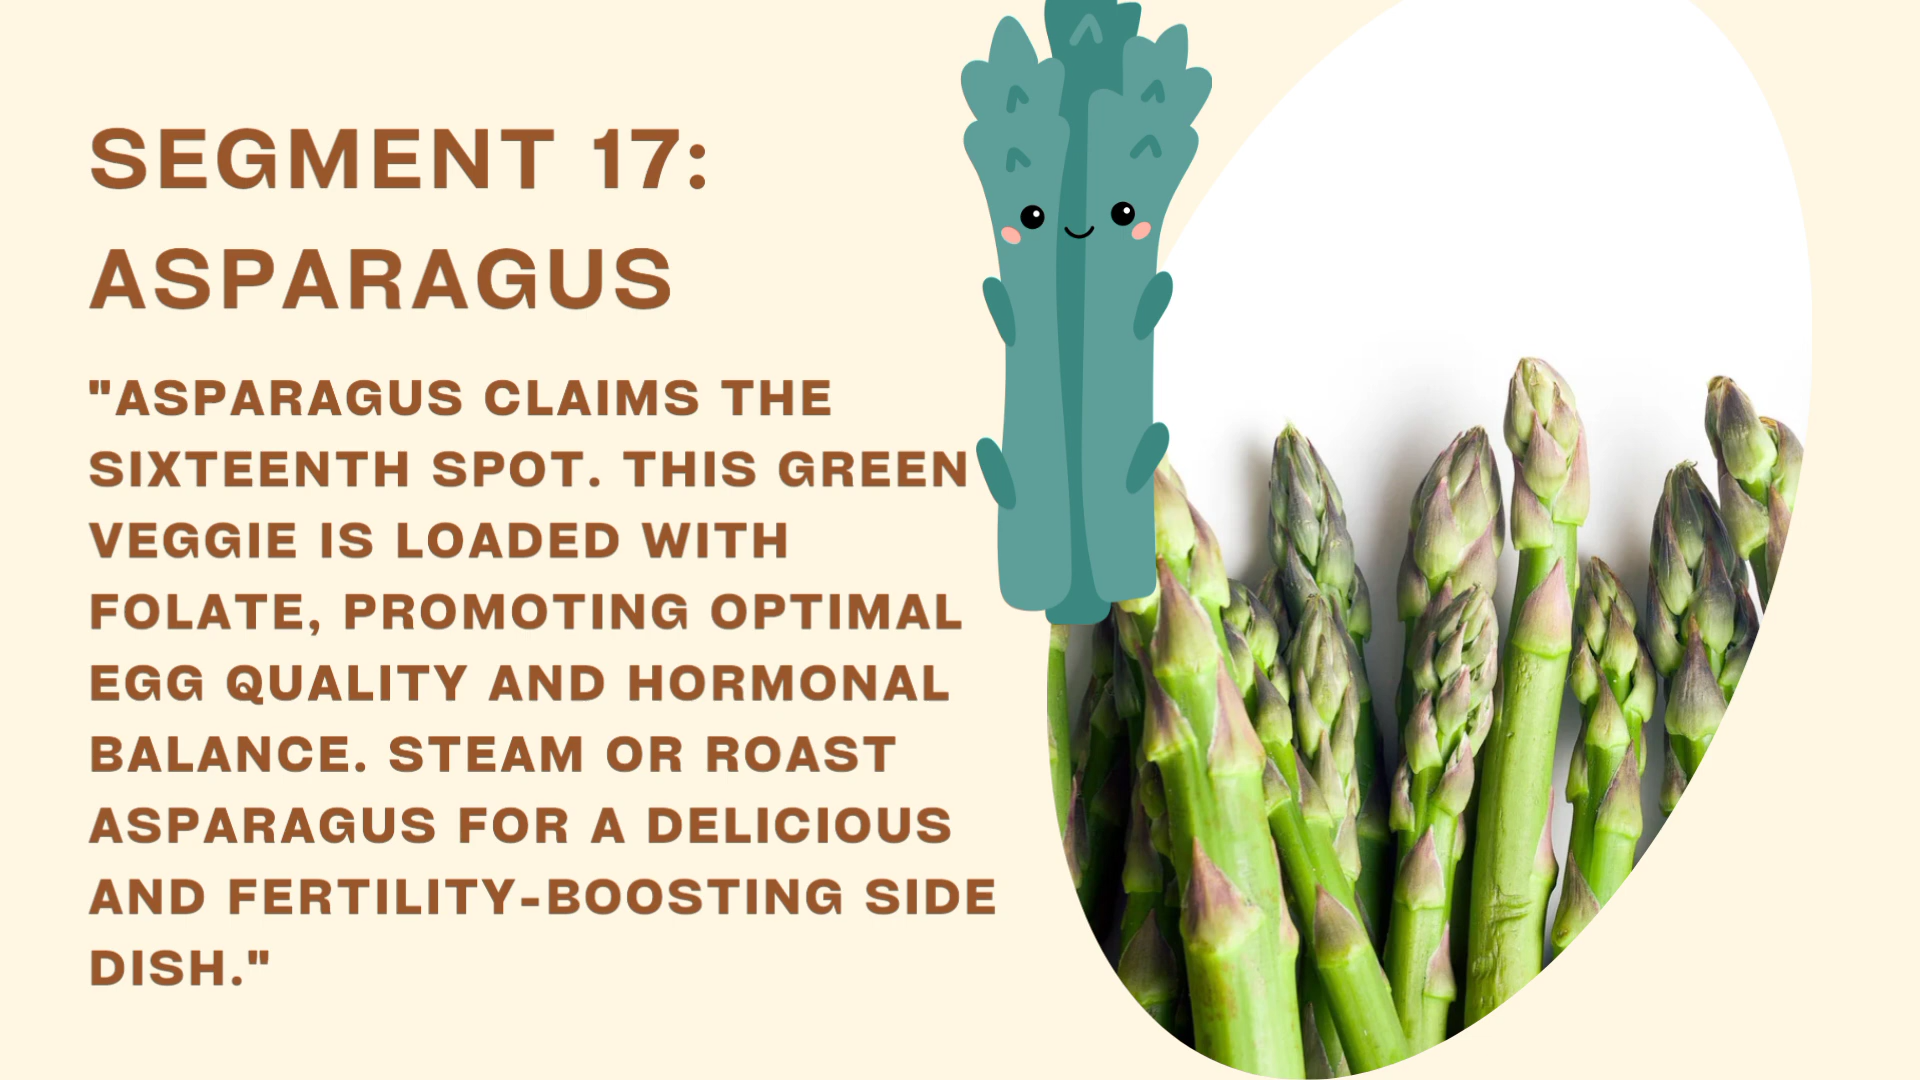 SEGMENT 17:
ASPARAGUS
"ASPARAGUS CLAIMS THE
SIXTEENTH SPOT. THIS GREEN
VEGGIE IS LOADED WITH
FOLATE, PROMOTING OPTIMAL
EGG QUALITY AND HORMONAL
BALANCE. STEAM OR ROAST
ASPARAGUS FOR A DELICIOUS
AND FERTILITY-BOOSTING SIDE
DISH."